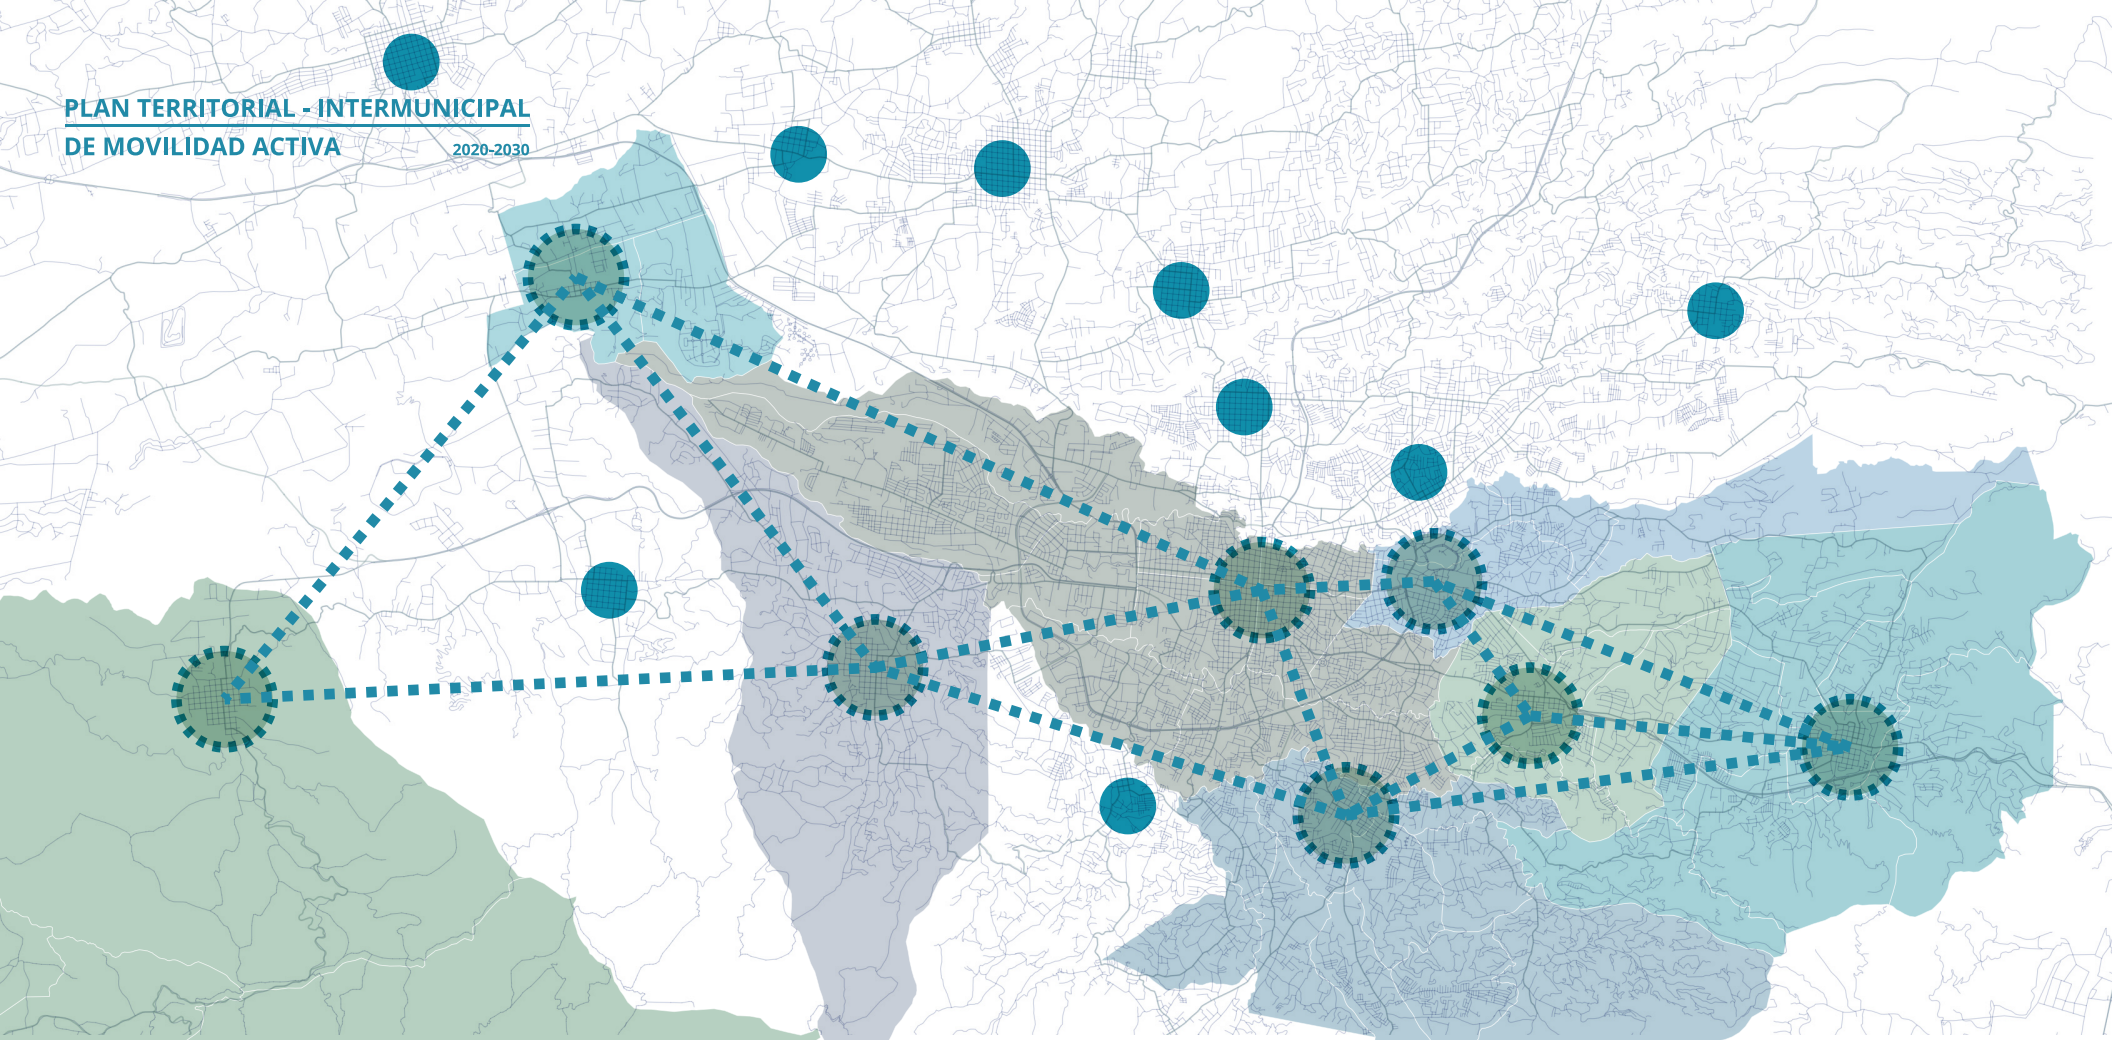 PLAN TERRITORIAL - INTERMUNICIPAL
DE MOVILIDAD ACTIVA 2020-2030